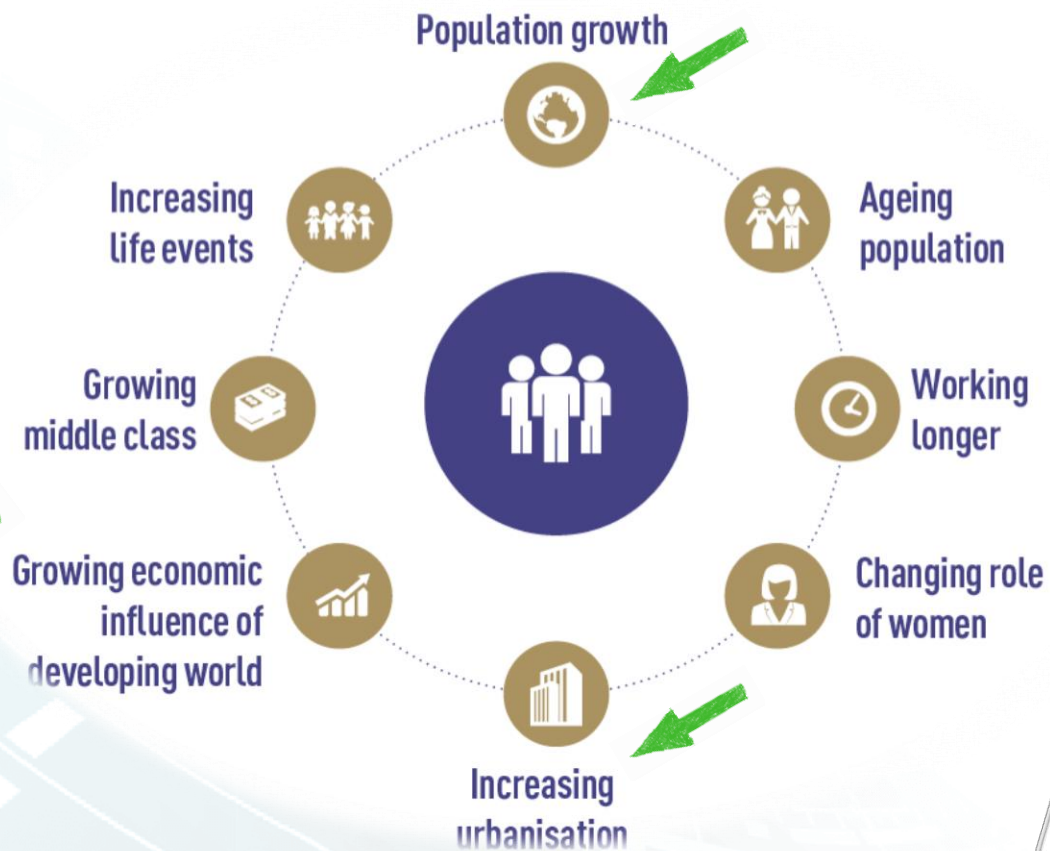 Population growth
Ageing
population
Working
longer
Changing role
of women
Increasing
urbanisation
Growing economic
influence of
developing world
Growing
middle class
Increasing
life events